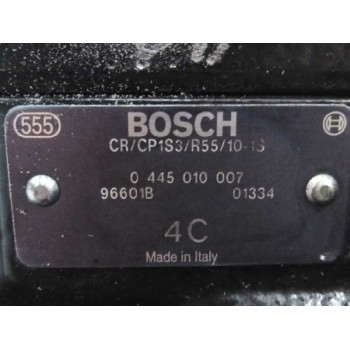 555 BOSCH
CR/CP1S3/R55/10-1S
0 445 010 007
96601B 01334
4C
Made in Italy